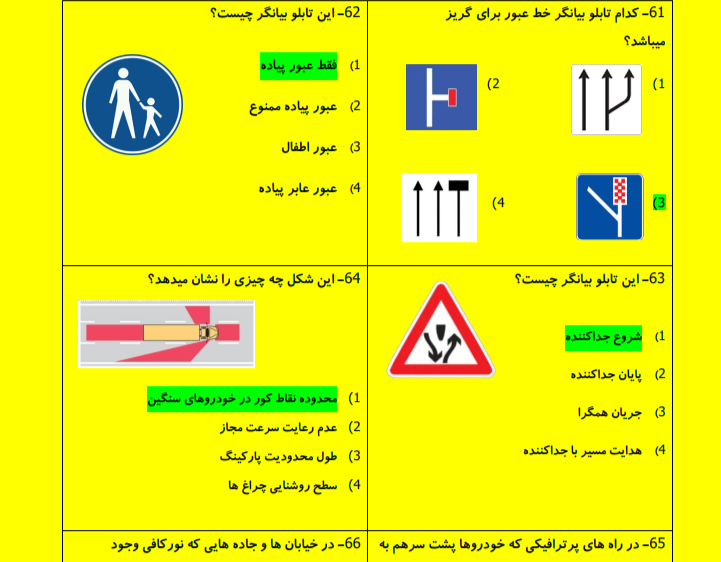 61- کدام تابلو بیانگر خط عبور برای گریز
میباشد؟
1)
2)
3)
4)
62- این تابلو بیانگر چیست؟
1) فقط عبور پیاده
2) عبور پیاده ممنوع
3) عبور اطفال
4) عبور عابر پیاده
63- این تابلو بیانگر چیست؟
1) شروع جداکننده
2) پایان جداکننده
3) جریان همگرا
4) هدایت مسیر با جداکننده
64- این شکل چه چیزی را نشان میدهد؟
1) محدوده نقاط کور در خودروهای سنگین
2) عدم رعایت سرعت مجاز
3) طول محدودیت پارکینگ
4) سطح روشنایی چراغ ها
65- در راه های پرترافیکی که خودروها پشت سرهم به
66- در خیابان ها و جاده هایی که نورکافی وجود